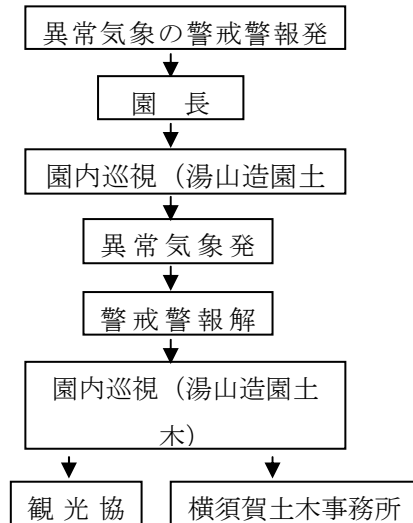 異常気象の警戒警報発
園 長
園内巡視（湯山造園土
異常気象発
警戒警報解
園内巡視（湯山造園土
木）
観 光 協
横須賀土木事務所